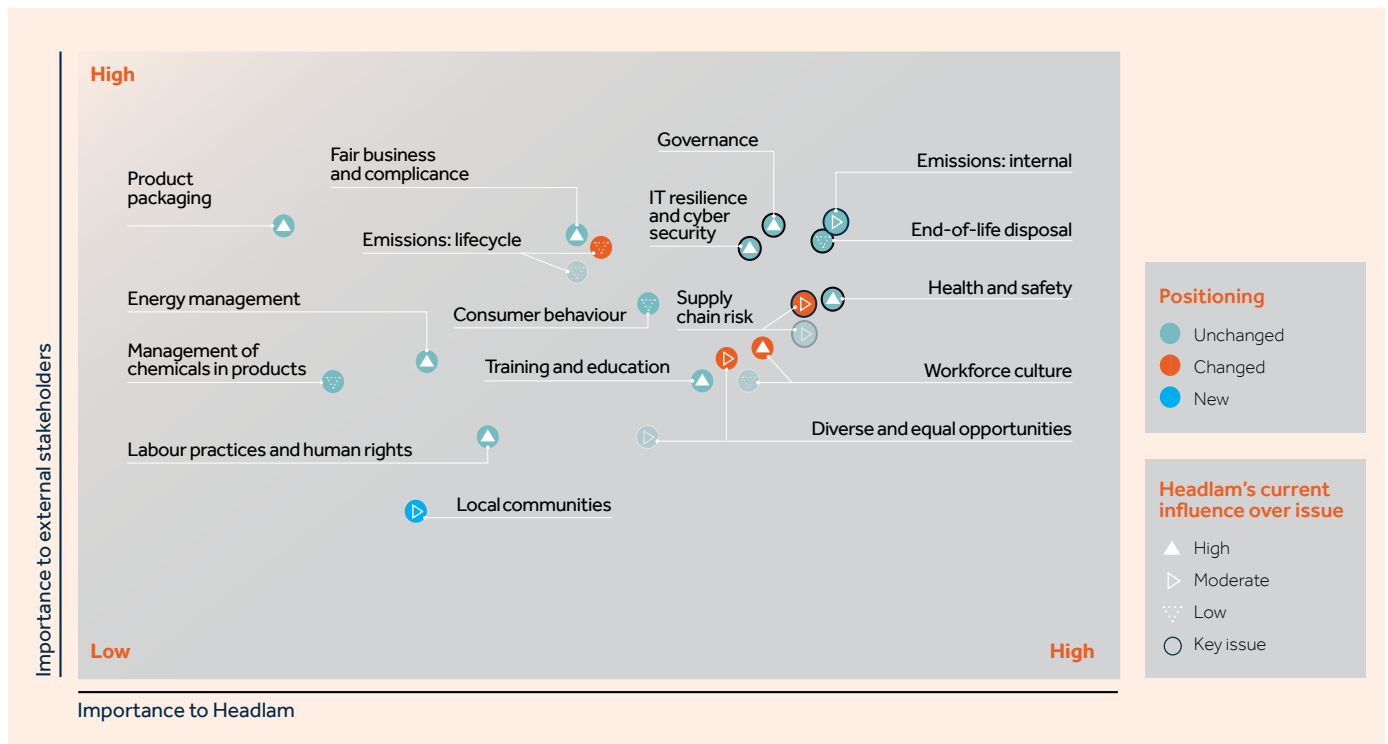 High
Governance
Fair business
and complicance
Emissions: internal
Product
packaging
IT resilience
and cyber
security
Emissions: lifecycle
End-of-life disposal
Energy management
Consumer behaviour
Supply
chain risk
Health and safety
Management of
chemicals in products
Training and education
Workforce culture
Labour practices and human rights
Diverse and equal opportunities
Local communities
Low
High
Importance to external stakeholders
Importance to Headlam
Positioning
Unchanged
Changed
New
Headlam's current
influence over issue
High
Moderate
Low
Key issue